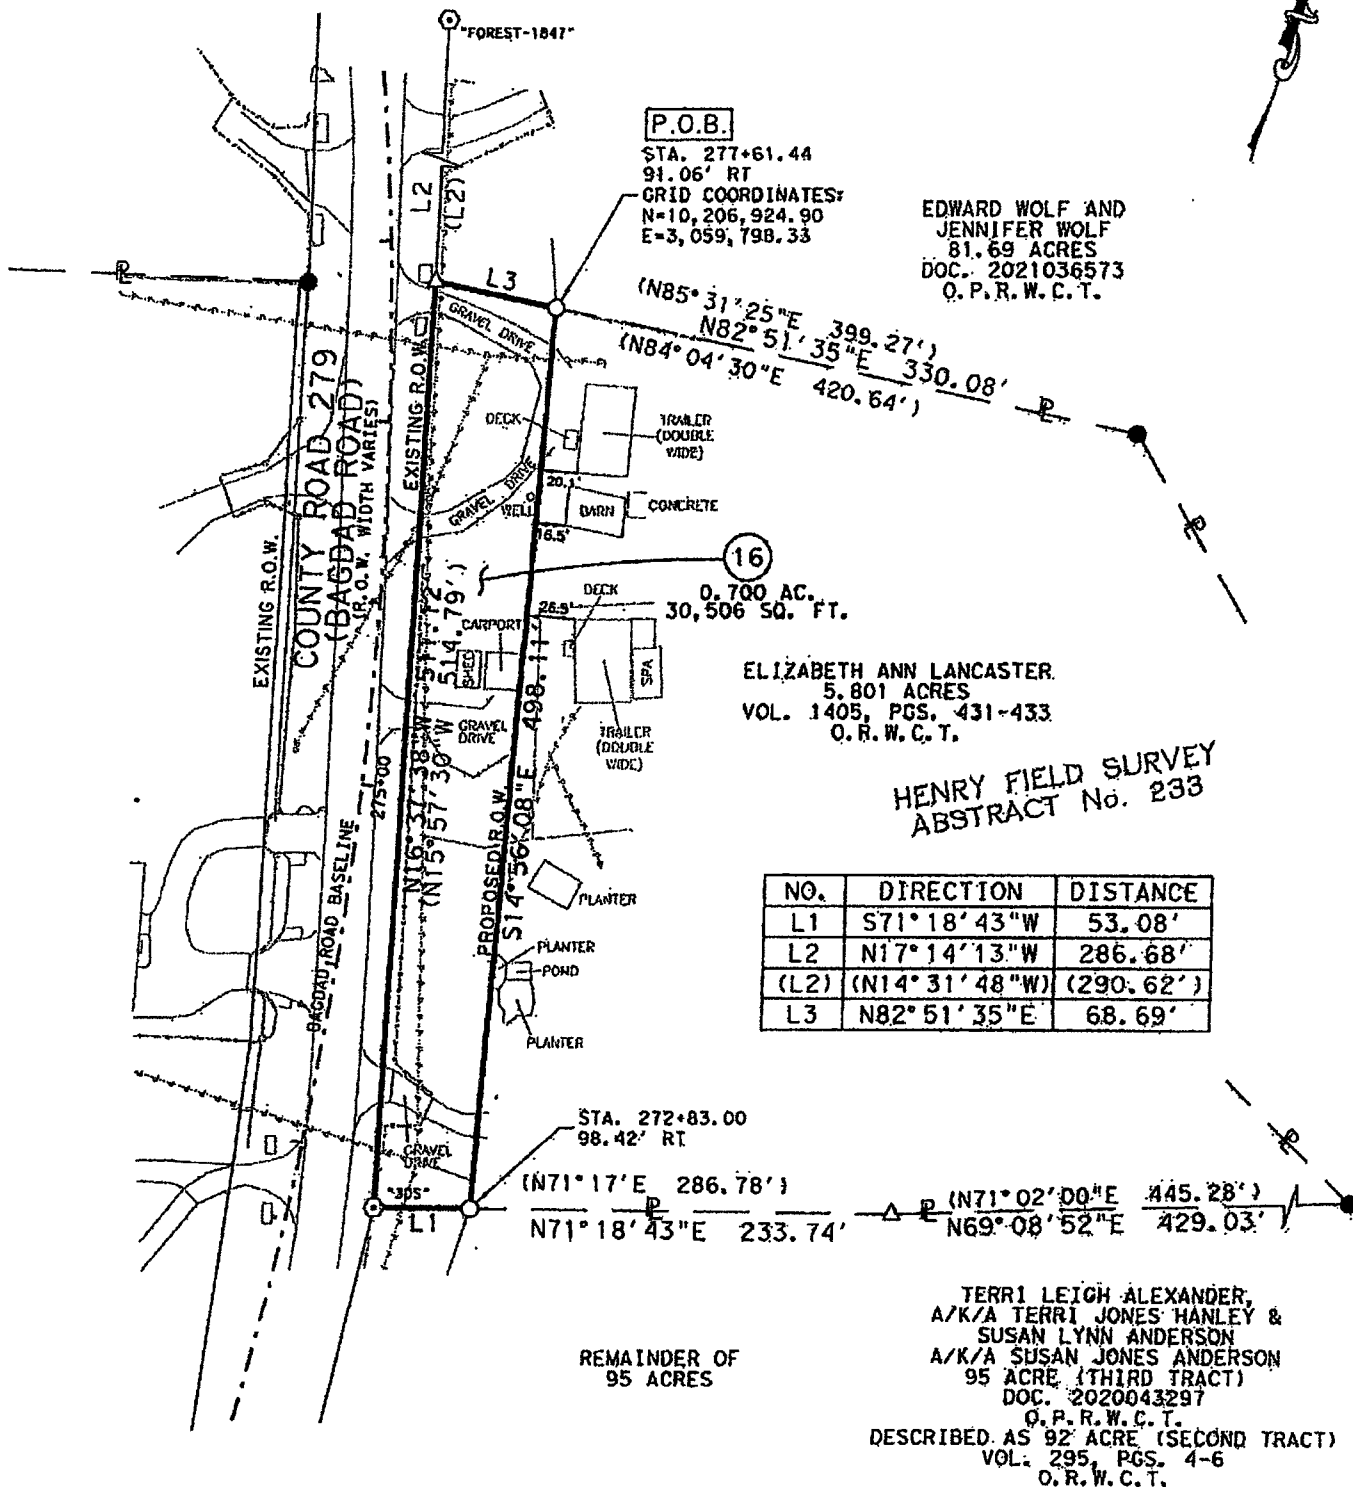 "FOREST-1847"
P.O.B.
STA. 277+61.44
91.06' RT
GRID COORDINATES:
N=10,206,924.90
E=3,059,798.33
EDWARD WOLF AND
JENNIFER WOLF
81.69 ACRES
DOC. 2021036573
O.P.R.W.C.T.
L2
(L2)
L3
(N85°31'25"E 399.27')
N82°51'35"E 330.08'
(N84°04'30"E 420.64')
GRAVEL DRIVE
EXISTING R.O.W.
COUNTY ROAD 279
(BAGDAD ROAD)
(R.O.W. WIDTH VARIES)
DECK
TRAILER
(DOUBLE
WIDE)
GRAVEL DRIVE
20.1'
WELL
BARN
CONCRETE
16.5'
16
0.700 AC.
30,506 SQ. FT.
EXISTING R.O.W.
DECK
26.9'
CARPORT
SHED
SPA
TRAILER
(DOUBLE
WIDE)
GRAVEL
DRIVE
ELIZABETH ANN LANCASTER
5.801 ACRES
VOL. 1405, PGS. 431-433
O.R.W.C.T.
HENRY FIELD SURVEY
ABSTRACT No. 233
275+00
N16°37'38"W 511.12'
(N15°57'30"W 514.79')
PROPOSED R.O.W.
S14°56'08"E 498.11'
BAGDAD ROAD BASELINE
PLANTER
PLANTER
POND
PLANTER
NO. DIRECTION DISTANCE
L1 S71°18'43"W 53.08'
L2 N17°14'13"W 286.68'
(L2) (N14°31'48"W) (290.62')
L3 N82°51'35"E 68.69'
STA. 272+83.00
98.42' RT
GRAVEL
DRIVE
"305"
L1
(N71°17'E 286.78')
N71°18'43"E 233.74'
(N71°02'00"E 445.28')
N69°08'52"E 429.03'
REMAINDER OF
95 ACRES
TERRI LEIGH ALEXANDER,
A/K/A TERRI JONES HANLEY &
SUSAN LYNN ANDERSON
A/K/A SUSAN JONES ANDERSON
95 ACRE (THIRD TRACT)
DOC. 2020043297
O.P.R.W.C.T.
DESCRIBED AS 92 ACRE (SECOND TRACT)
VOL. 295, PGS. 4-6
O.R.W.C.T.